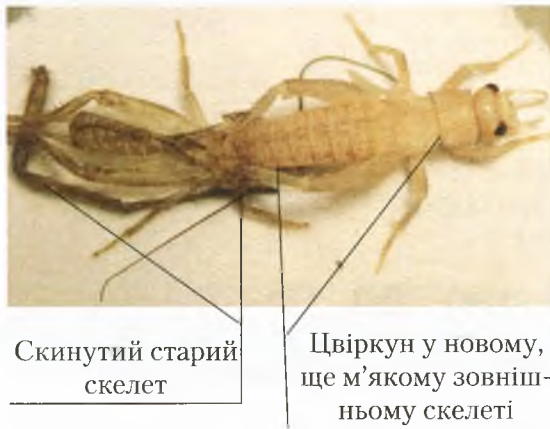 Скинутий старий
скелет
Цвіркун у новому,
ще м'якому зовніш-
ньому скелеті